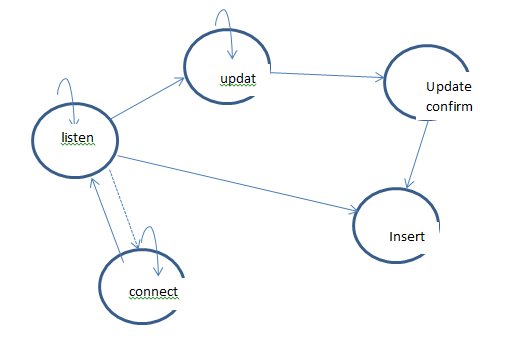 updat
Update
confirm
listen
Insert
connect